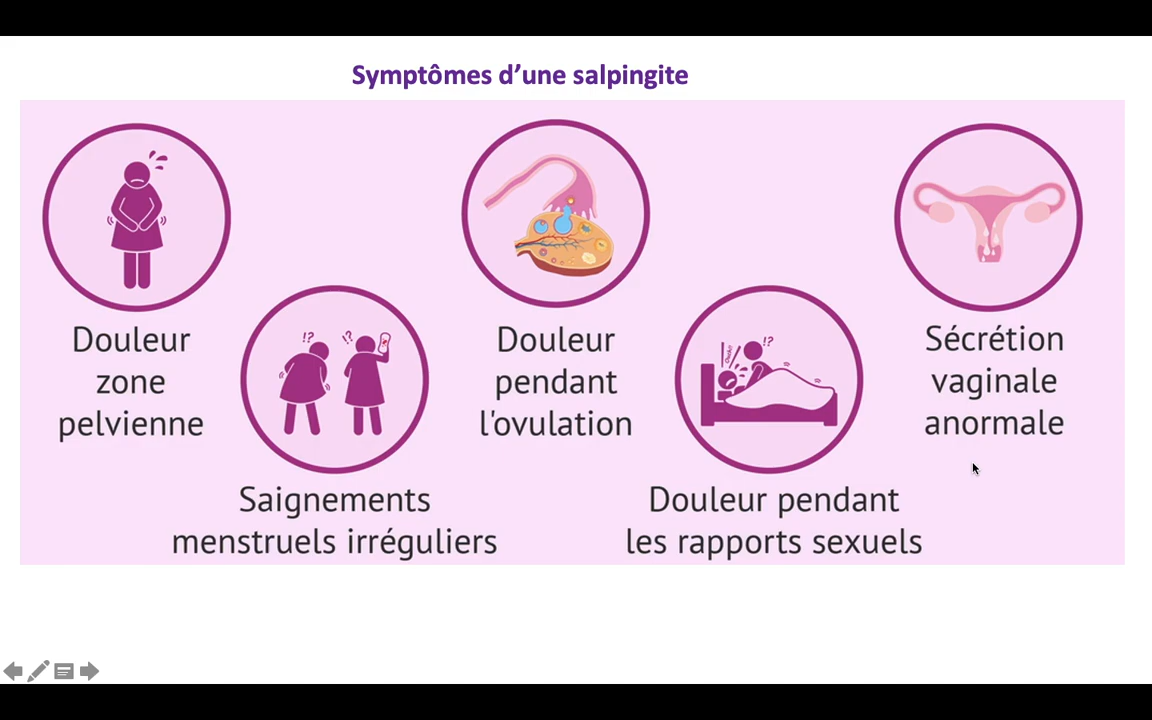 Symptômes d’une salpingite
Douleur
zone
pelvienne
!?
!?
Saignements
menstruels irréguliers
Douleur
pendant
l'ovulation
!?
Douleur pendant
les rapports sexuels
Sécrétion
vaginale
anormale